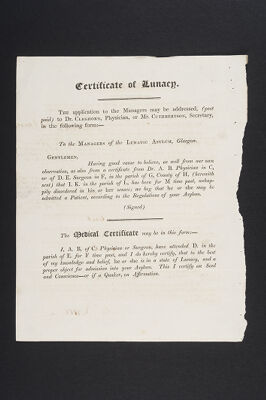 Certificate of Lunacy.
THE application to the Managers may be addressed, (post
paid) to Dr. CLEGHORN, Physician, or Mr. CUTHBERTSON, Secretary,
in the following form:—
To the MANAGERS of the LUNATIC ASYLUM, Glasgow.
GENTLEMEN,
Having good cause to believe, as well from our own
observation, as also from a certificate from Dr. A. B Physician in C,
or of D. E. Surgeon in F, in the parish of G, County of H, (herewith
sent) that I. K. in the parish of L, has been for M time past, unhap-
pily disordered in his or her senses; we beg that he or she may be
admitted a Patient, according to the Regulations of your Asylum.
(Signed)
The Medical Certificate may be in this form:—
I, A. B. of C: Physician or Surgeon, have attended D. in the
parish of E. for F time past, and I do hereby certify, that to the best
of my knowledge and belief, he or she is in a state of Lunacy, and a
proper object for admission into your Asylum. This I certify on Soul
and Conscience—or if a Quaker, on Affirmation.